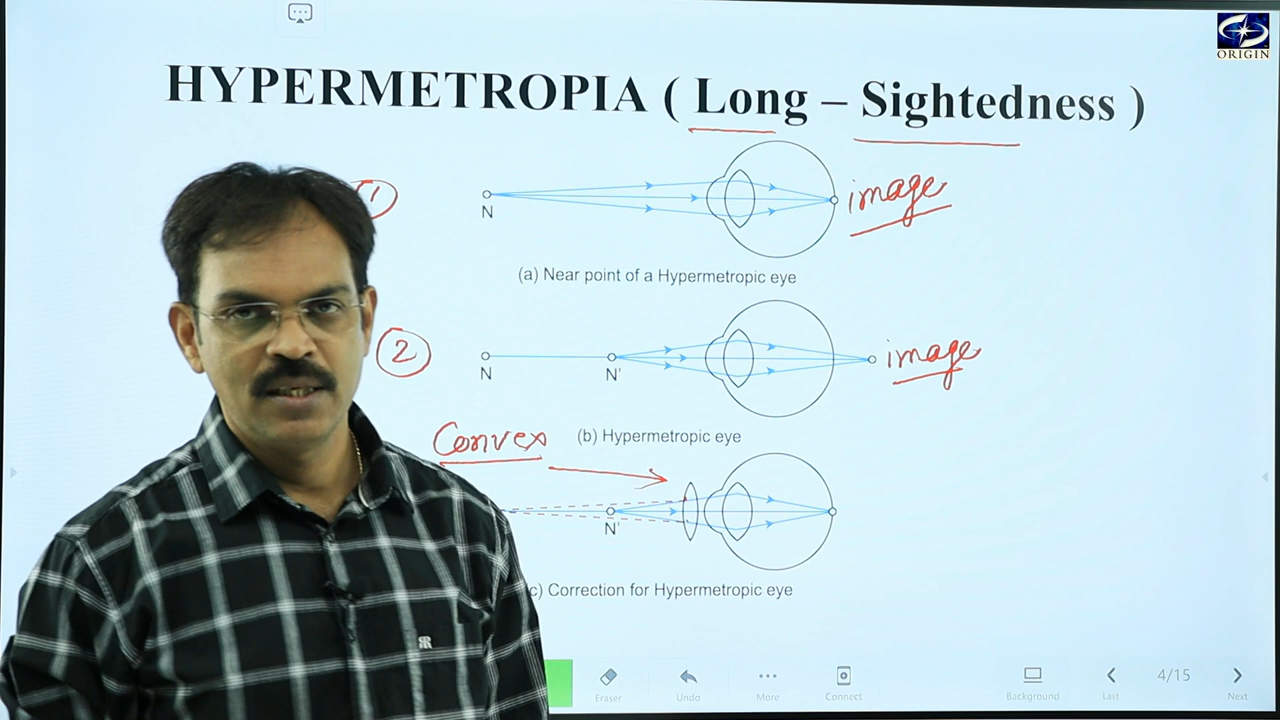 ORIGIN
HYPERMETROPIA ( Long – Sightedness )
1
N
image
(a) Near point of a Hypermetropic eye
2
N
N'
image
(b) Hypermetropic eye
Convex
N'
c) Correction for Hypermetropic eye
RR
Eraser
Undo
More
Connect
Background
Last
4/15
Next